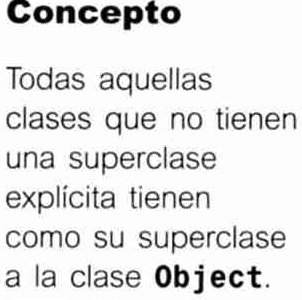 Concepto
Todas aquellas
clases que no tienen
una superclase
explícita tienen
como su superclase
a la clase Object.